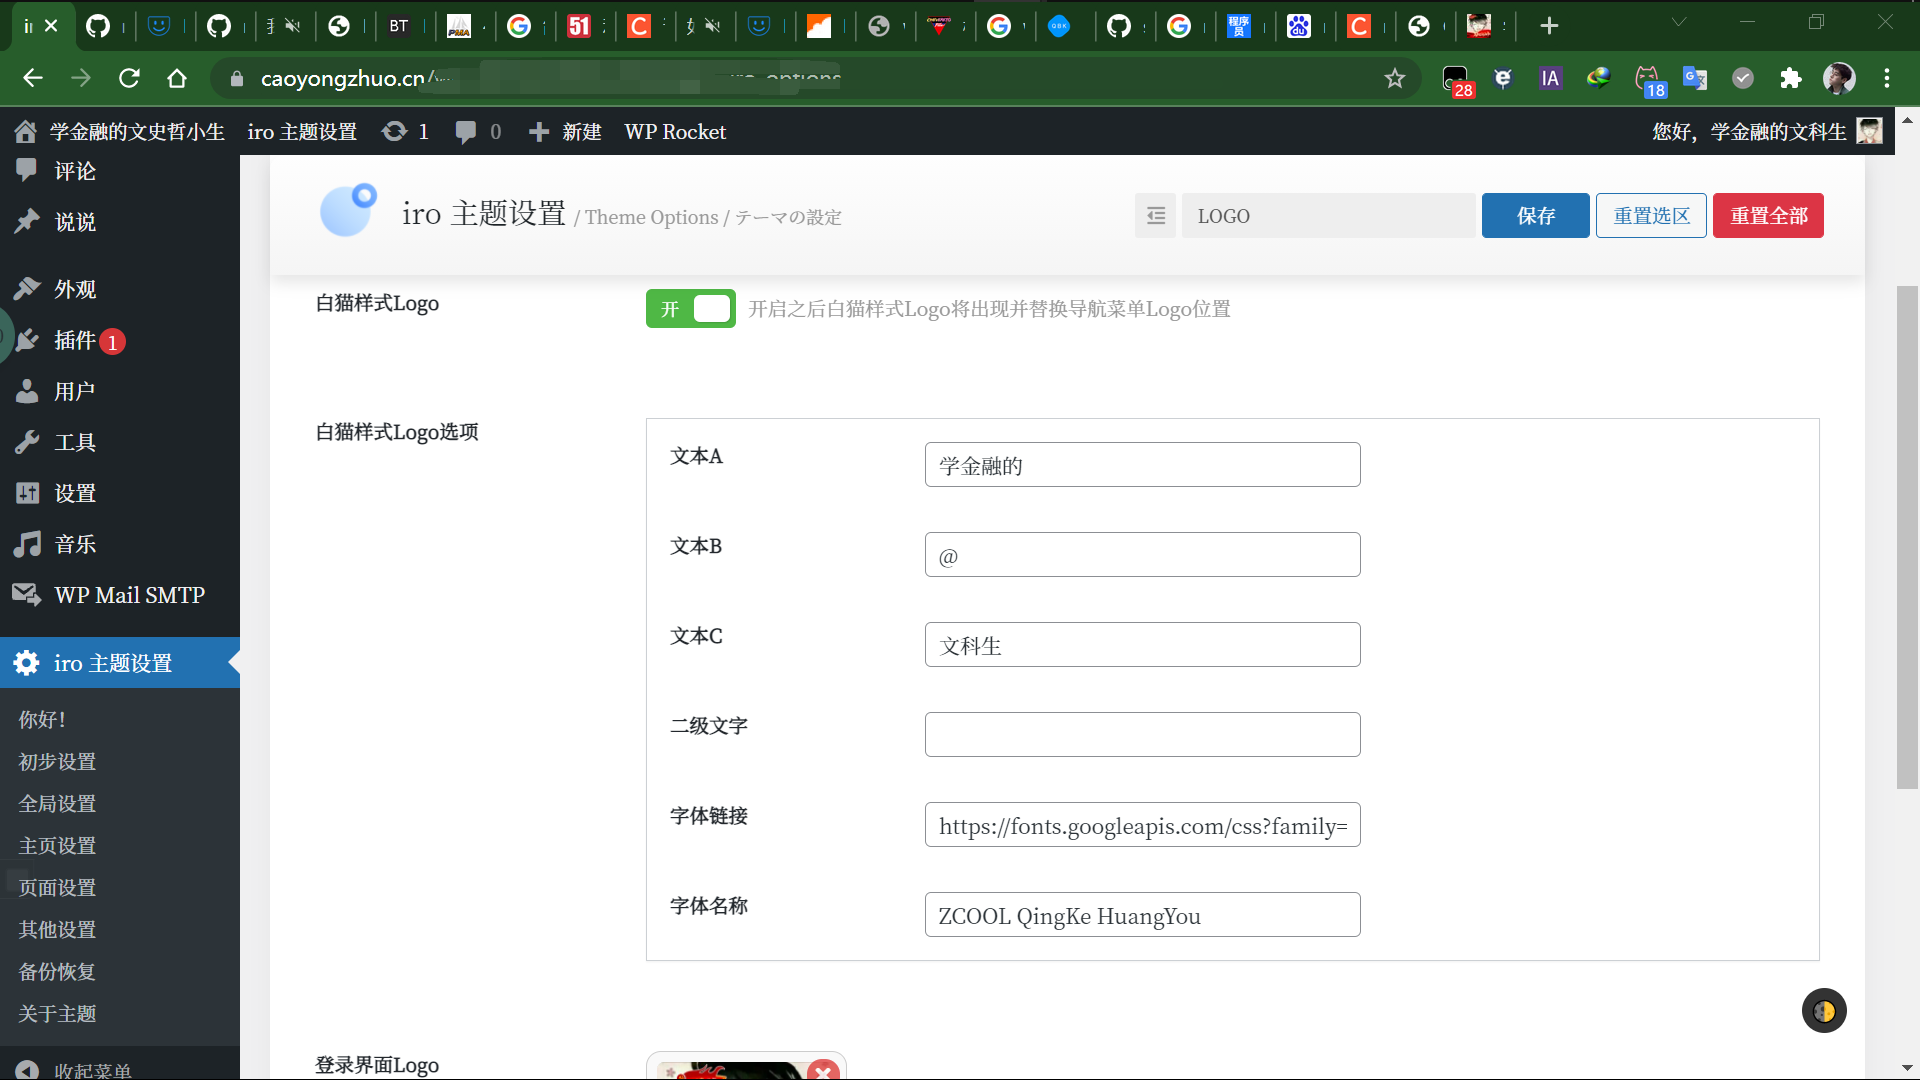 BT
PMA
51
程序员
caoyongzhuo.cn/
28
IA
18
学金融的文史哲小生
iro 主题设置
1
0
新建
WP Rocket
您好，学金融的文科生
评论
说说
外观
插件 1
用户
工具
设置
音乐
WP Mail SMTP
iro 主题设置
你好！
初步设置
全局设置
主页设置
页面设置
其他设置
备份恢复
关于主题
收起菜单
iro 主题设置 / Theme Options / テーマの設定
LOGO
保存
重置选区
重置全部
白猫样式Logo
开
开启之后白猫样式Logo将出现并替换导航菜单Logo位置
白猫样式Logo选项
文本A
学金融的
文本B
@
文本C
文科生
二级文字
字体链接
https://fonts.googleapis.com/css?family=
字体名称
ZCOOL QingKe HuangYou
登录界面Logo